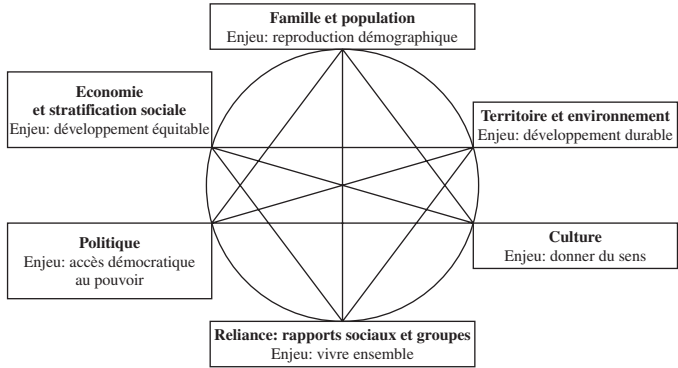 Famille et population
Enjeu: reproduction démographique
Economie
et stratification sociale
Enjeu: développement équitable
Territoire et environnement
Enjeu: développement durable
Politique
Enjeu: accès démocratique
au pouvoir
Culture
Enjeu: donner du sens
Reliance: rapports sociaux et groupes
Enjeu: vivre ensemble